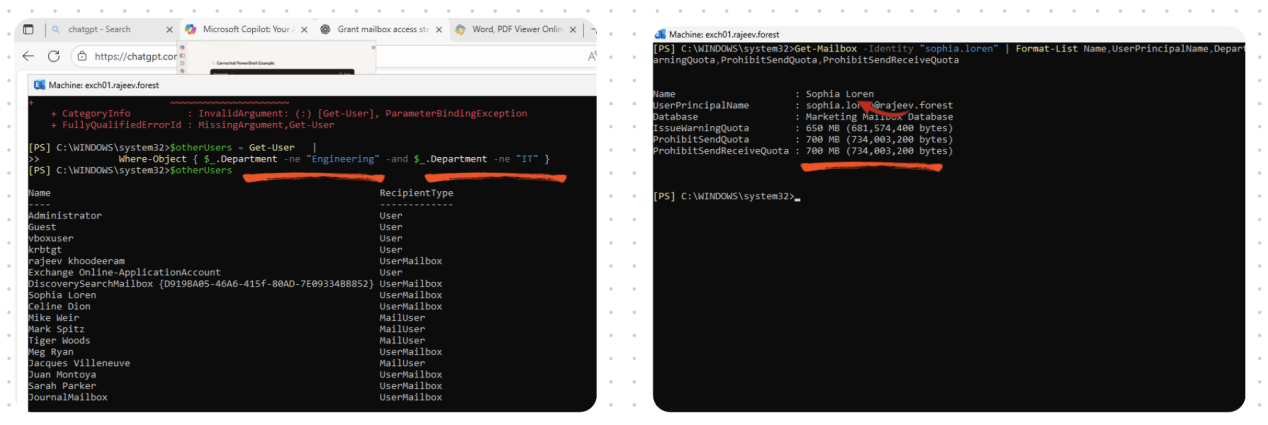 chatgpt - Search
Microsoft Copilot: Your
Grant mailbox access
Word, PDF Viewer Onlin
https://chatgpt.cor
Corrected PowerShell Example:
Machine: exch01.rajeev.forest
+ ~~~~~~~~~~~~~~~~~~~~~
+ CategoryInfo : InvalidArgument: (:) [Get-User], ParameterBindingException
+ FullyQualifiedErrorId : MissingArgument,Get-User
[PS] C:\WINDOWS\system32>$otherUsers = Get-User |
>> Where-Object { $_.Department -ne "Engineering" -and $_.Department -ne "IT" }
[PS] C:\WINDOWS\system32>$otherUsers
Name RecipientType
---- -------------
Administrator User
Guest User
vboxuser User
krbtgt User
rajeev khoodeeram UserMailbox
Exchange Online-ApplicationAccount User
DiscoverySearchMailbox {D919BA05-46A6-415f-80AD-7E09334BB852} UserMailbox
Sophia Loren UserMailbox
Celine Dion UserMailbox
Mike Weir MailUser
Mark Spitz MailUser
Tiger Woods MailUser
Meg Ryan UserMailbox
Jacques Villeneuve MailUser
Juan Montoya UserMailbox
Sarah Parker UserMailbox
JournalMailbox UserMailbox
Machine: exch01.rajeev.forest
[PS] C:\WINDOWS\system32>Get-Mailbox -Identity "sophia.loren" | Format-List Name,UserPrincipalName,Depart
arningQuota,ProhibitSendQuota,ProhibitSendReceiveQuota
Name : Sophia Loren
UserPrincipalName : sophia.loren@rajeev.forest
Database : Marketing Mailbox Database
IssueWarningQuota : 650 MB (681,574,400 bytes)
ProhibitSendQuota : 700 MB (734,003,200 bytes)
ProhibitSendReceiveQuota : 700 MB (734,003,200 bytes)
[PS] C:\WINDOWS\system32>